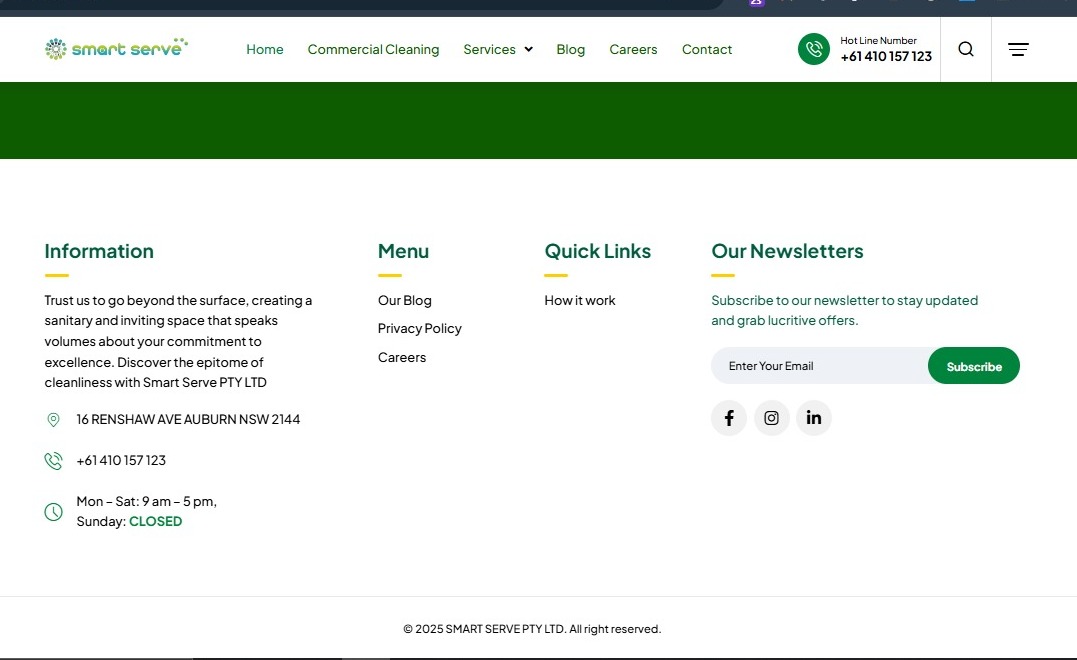 23
smart serve
Home
Commercial Cleaning
Services
Blog
Careers
Contact
Hot Line Number
+61 410 157 123
Information
Trust us to go beyond the surface, creating a
sanitary and inviting space that speaks
volumes about your commitment to
excellence. Discover the epitome of
cleanliness with Smart Serve PTY LTD
16 RENSHAW AVE AUBURN NSW 2144
+61 410 157 123
Mon – Sat: 9 am – 5 pm,
Sunday: CLOSED
Menu
Our Blog
Privacy Policy
Careers
Quick Links
How it work
Our Newsletters
Subscribe to our newsletter to stay updated
and grab lucritive offers.
Enter Your Email
Subscribe
© 2025 SMART SERVE PTY LTD. All right reserved.